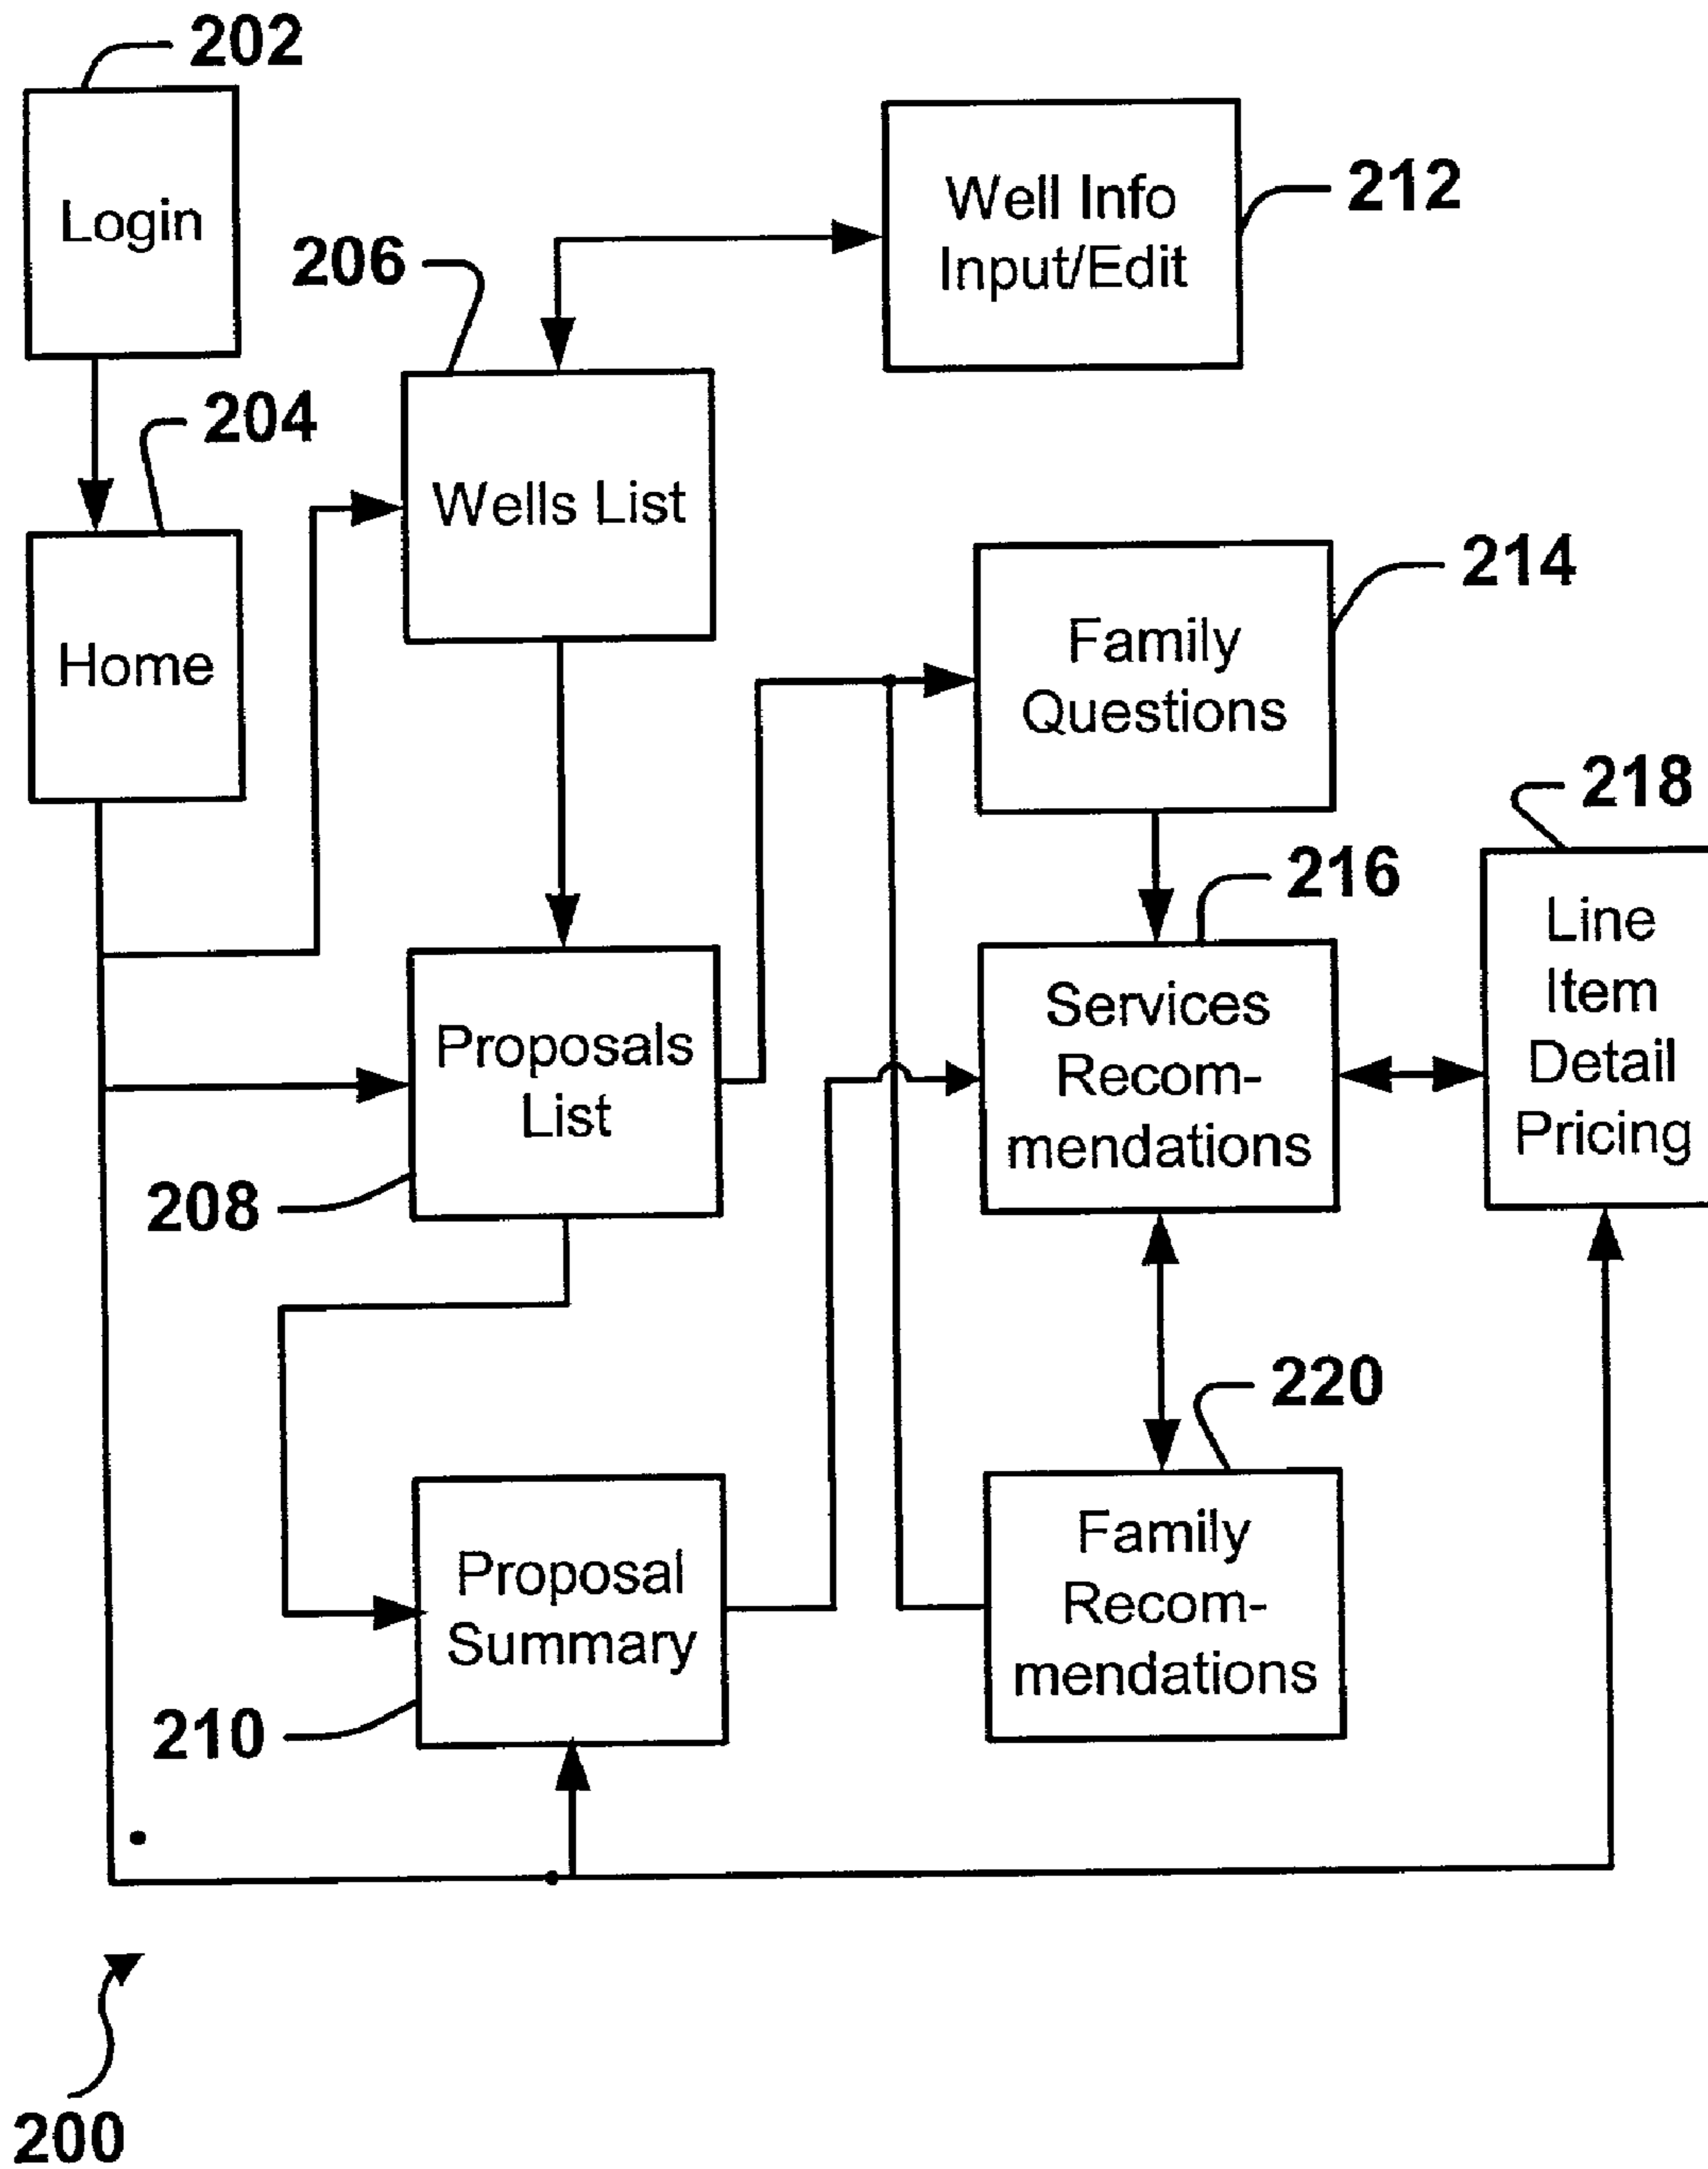 202
Login
212
Well Info
Input/Edit
206
204
Wells List
Home
214
Family
Questions
218
Line
Item
Detail
Pricing
216
Services
Recom-
mendations
Proposals
List
208
220
Family
Recom-
mendations
Proposal
Summary
210
200